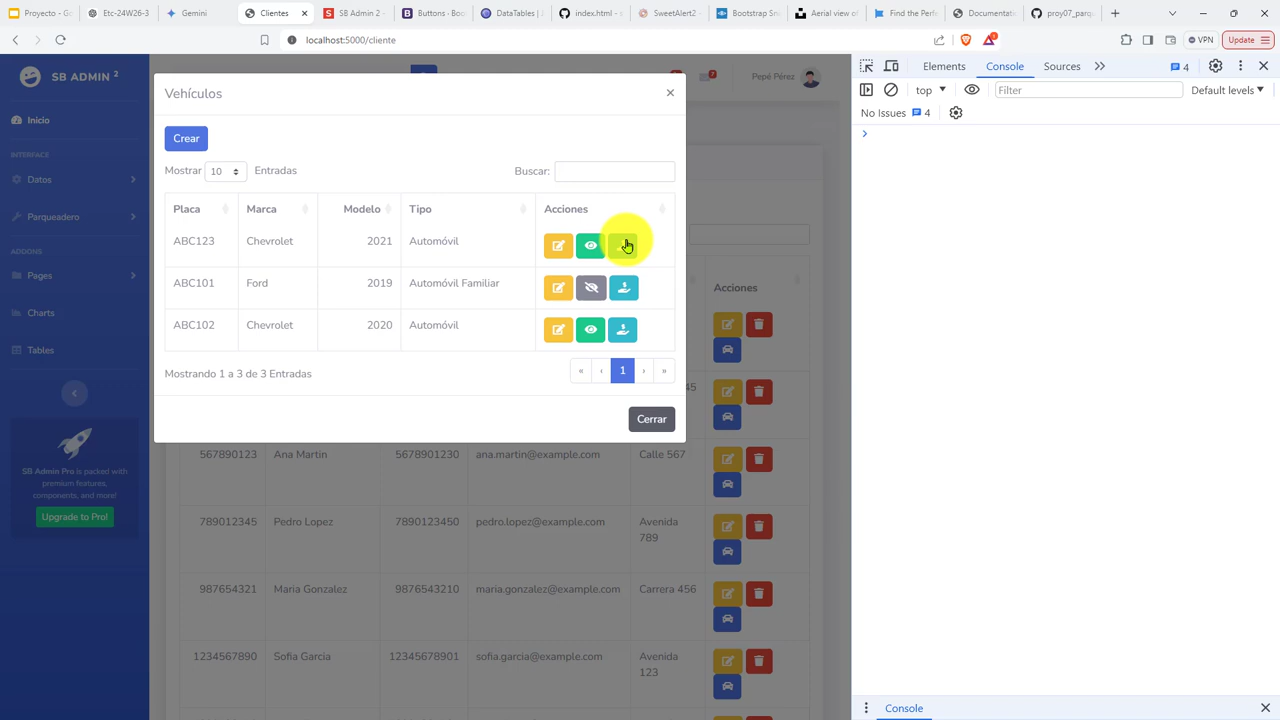 Proyecto - Ga
Etc-24W26-3
Gemini
Clientes
SB Admin 2 -
Buttons - Boo
DataTables |
index.html - s
SweetAlert2
Bootstrap Sni
Aerial view of
Find the Perfe
Documentati
proy07_parqu
localhost:5000/cliente
VPN
Update
SB ADMIN 2
Inicio
INTERFACE
Datos
Parqueadero
ADDONS
Pages
Charts
Tables
SB Admin Pro is packed with
premium features,
components, and more!
Upgrade to Pro!
7
Pepé Pérez
Vehículos
×
Crear
Mostrar 10 Entradas
Buscar:
Placa Marca Modelo Tipo Acciones
ABC123 Chevrolet 2021 Automóvil
ABC101 Ford 2019 Automóvil Familiar
ABC102 Chevrolet 2020 Automóvil
Mostrando 1 a 3 de 3 Entradas
« ‹ 1 › »
Cerrar
Acciones
45
567890123 Ana Martin 5678901230 ana.martin@example.com Calle 567
789012345 Pedro Lopez 7890123450 pedro.lopez@example.com Avenida
789
987654321 Maria Gonzalez 9876543210 maria.gonzalez@example.com Carrera 456
1234567890 Sofia Garcia 12345678901 sofia.garcia@example.com Avenida
123
Elements
Console
Sources
4
top
Filter
Default levels
No Issues 4
Console